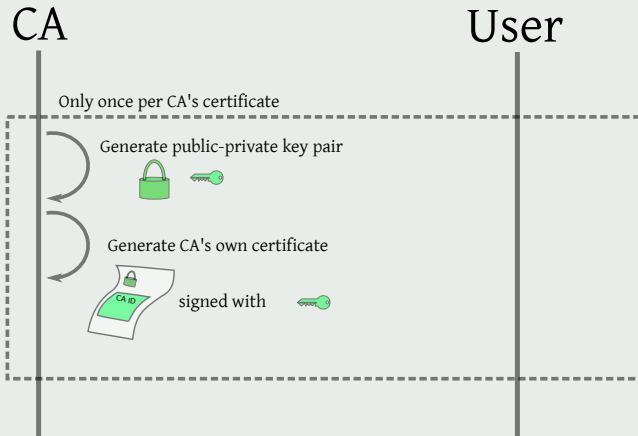 CA
User
Only once per CA's certificate
Generate public-private key pair
Generate CA's own certificate
CA ID
signed with